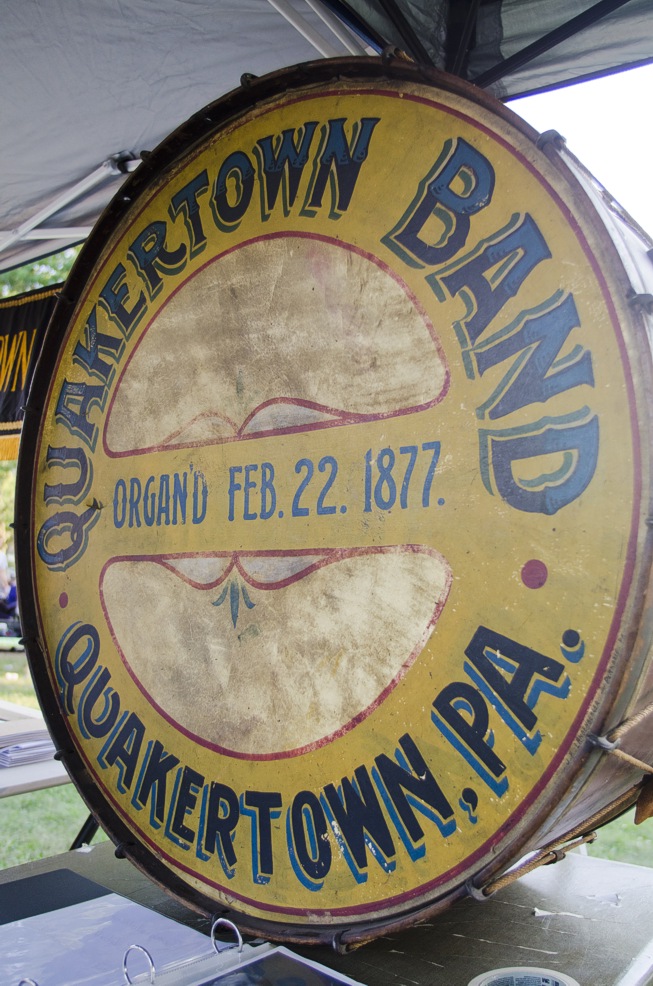 QUAKERTOWN BAND
ORGAN'D FEB. 22. 1877.
QUAKERTOWN, PA.